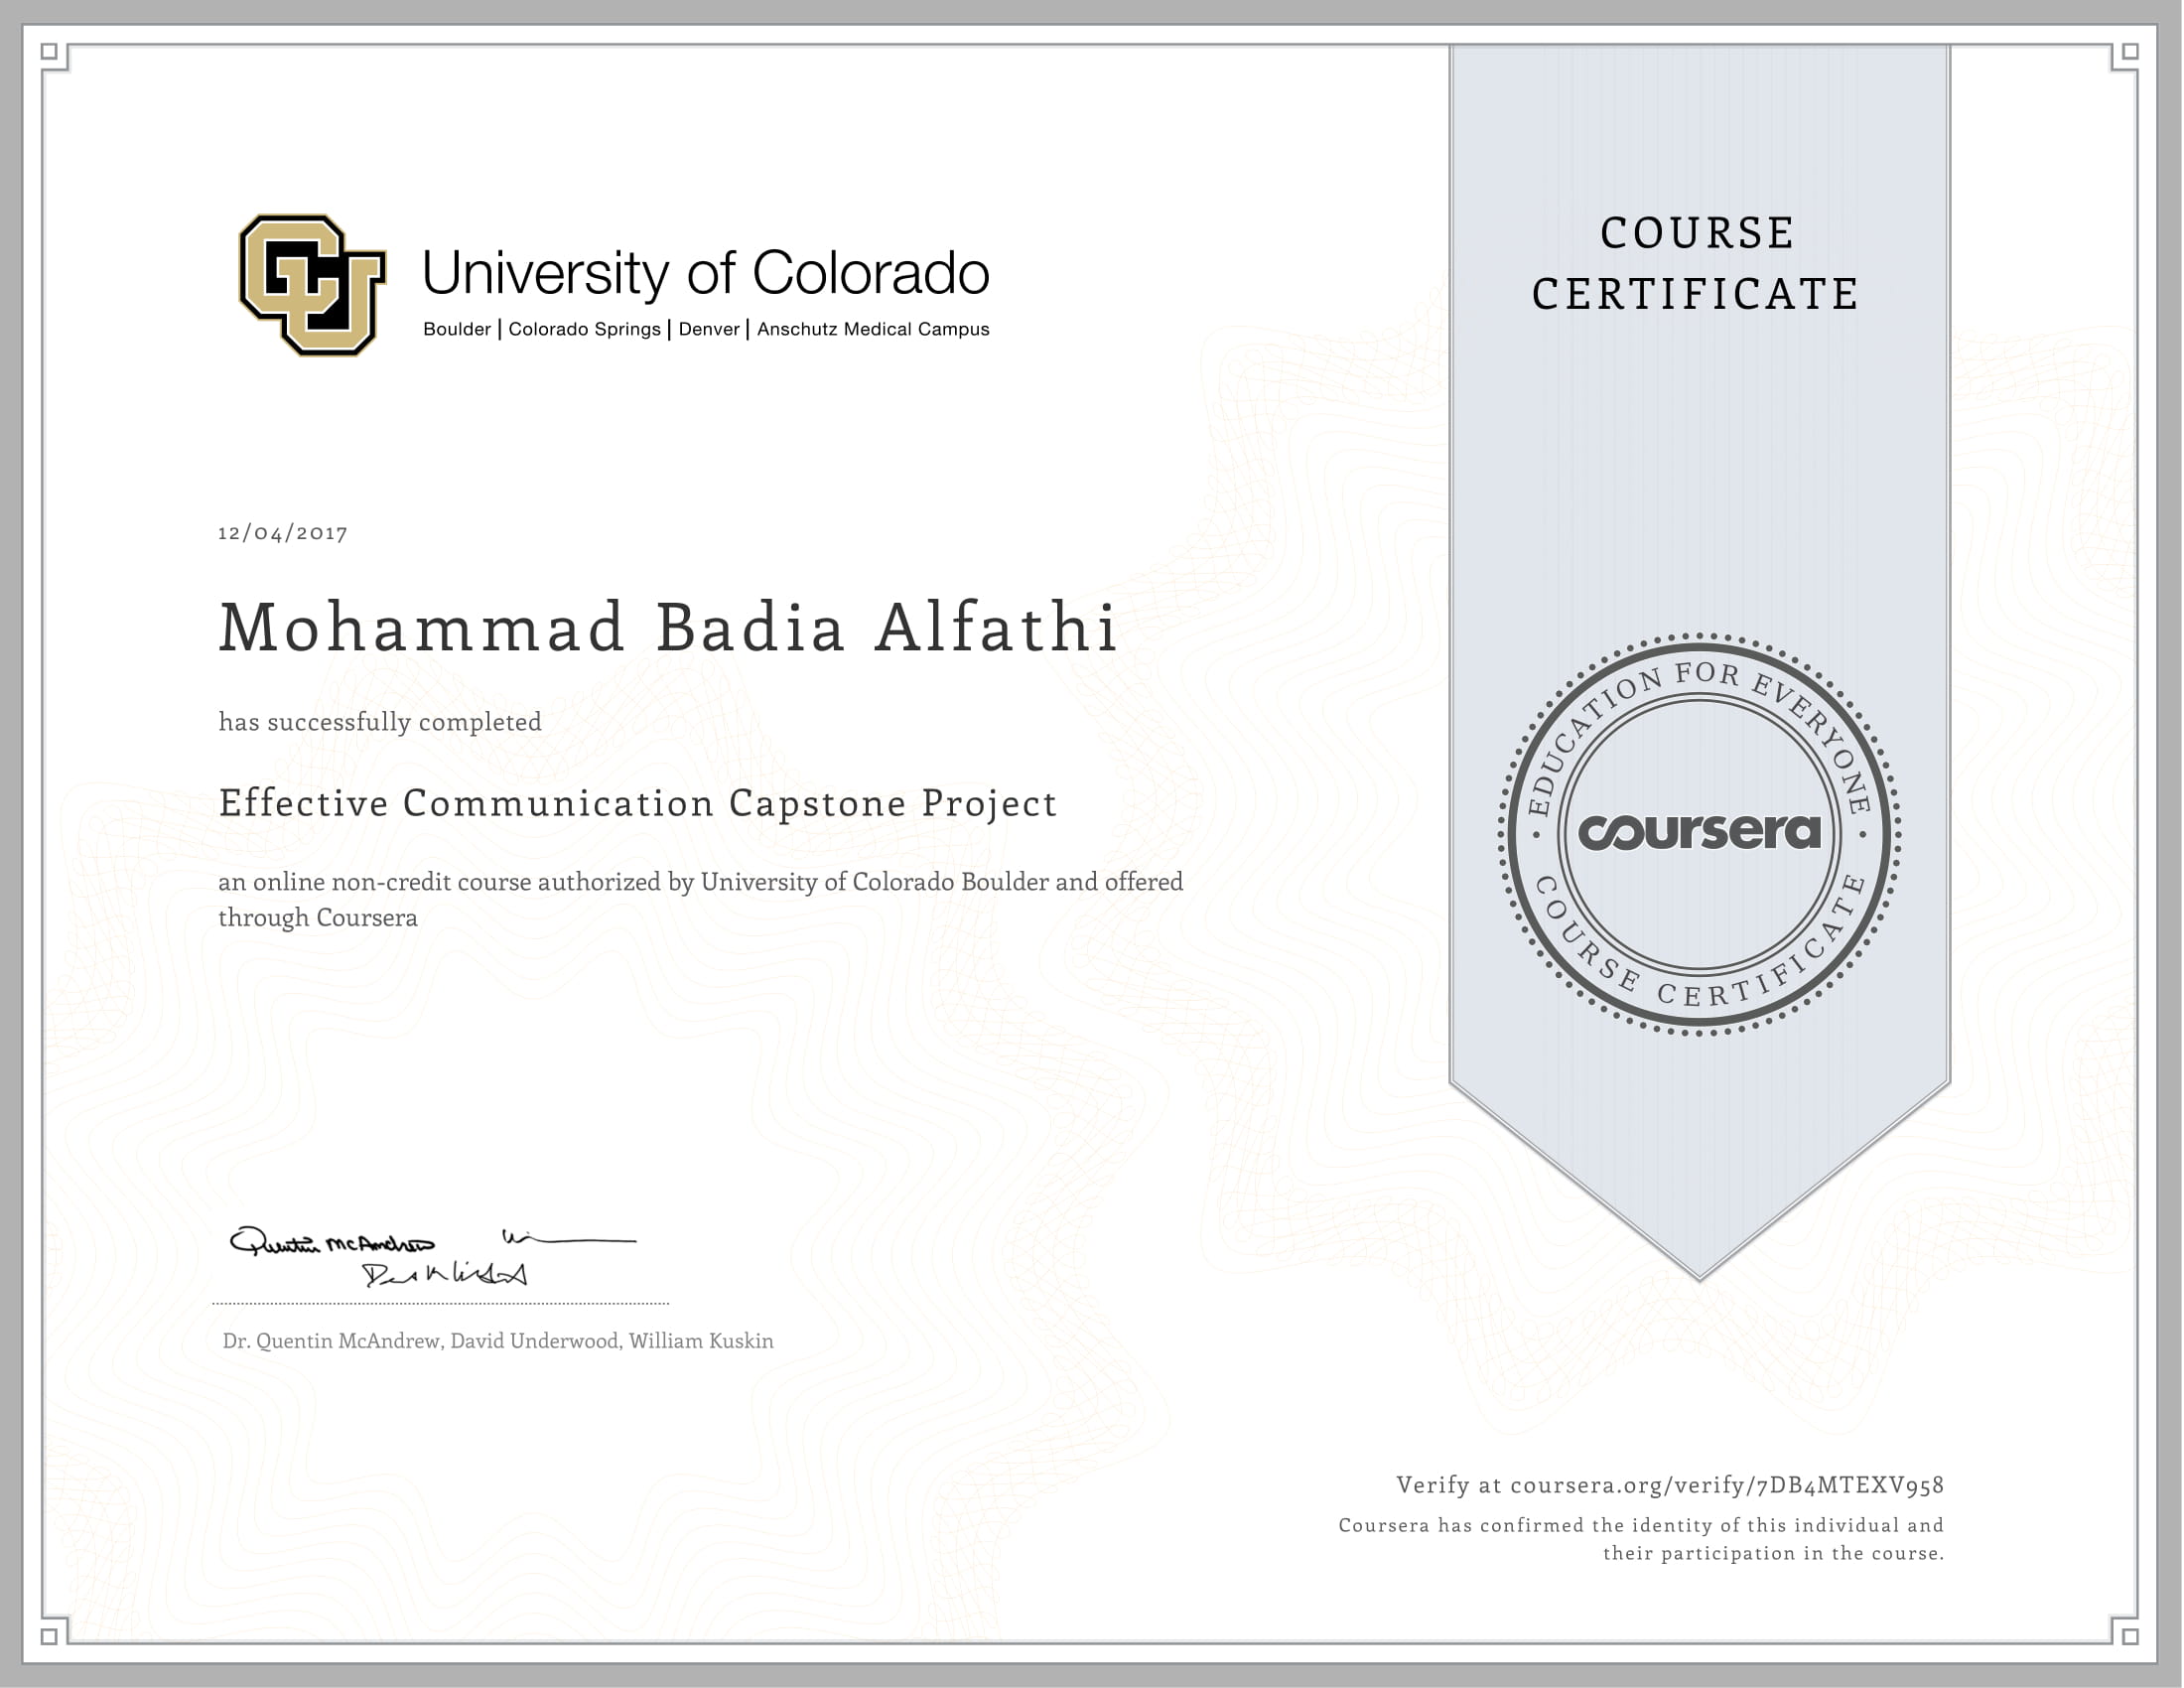 University of Colorado
Boulder | Colorado Springs | Denver | Anschutz Medical Campus
COURSE
CERTIFICATE
12/04/2017
Mohammad Badia Alfathi
has successfully completed
Effective Communication Capstone Project
an online non-credit course authorized by University of Colorado Boulder and offered
through Coursera
EDUCATION FOR EVERYONE
coursera
COURSE CERTIFICATE
Quentin McAndrew
Dr. Quentin McAndrew, David Underwood, William Kuskin
Verify at coursera.org/verify/7DB4MTEXV958
Coursera has confirmed the identity of this individual and
their participation in the course.